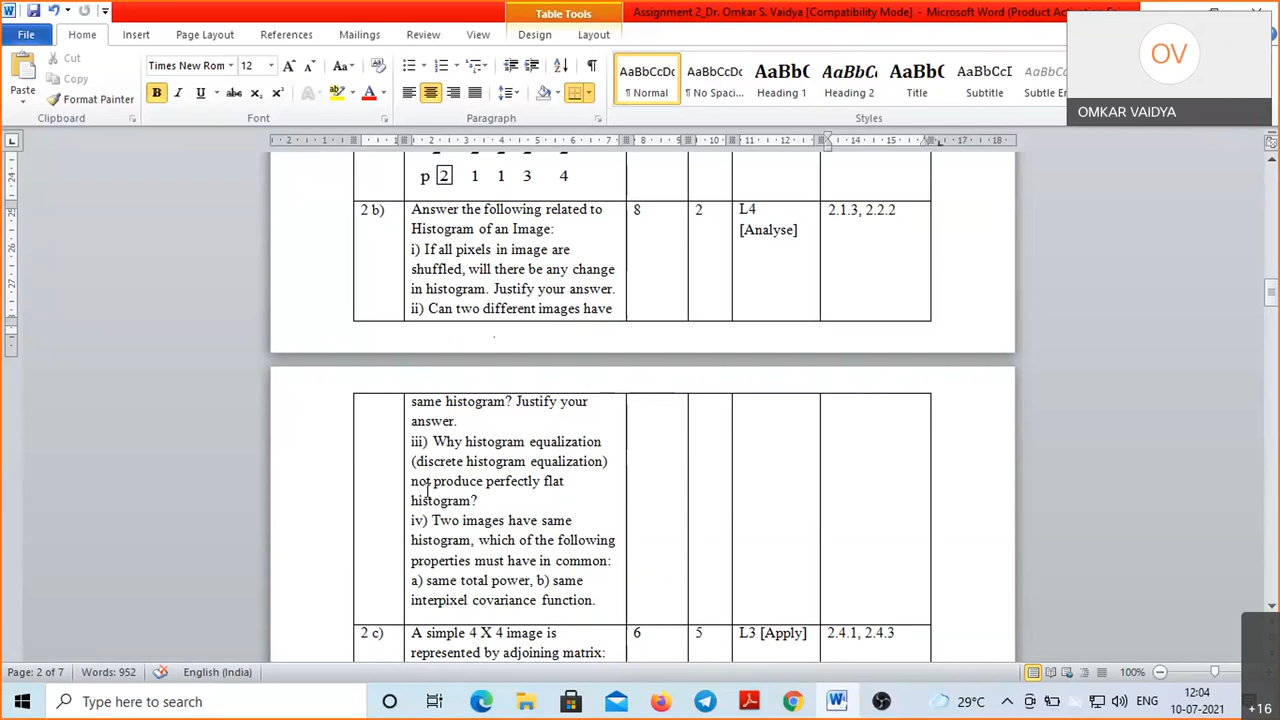 Table Tools
Assignment 2_Dr. Omkar S. Vaidya [Compatibility Mode] - Microsoft Word (Product Activation
File
Home
Insert
Page Layout
References
Mailings
Review
View
Design
Layout
OV
OMKAR VAIDYA
Paste
Cut
Copy
Format Painter
Clipboard
Times New Rom
12
Font
Paragraph
AaBbCcDc
¶ Normal
AaBbCcDc
¶ No Spaci...
AaBbC
Heading 1
AaBbC
Heading 2
AaBbC
Title
AaBbCcDc
Subtitle
AaBbCcDc
Subtle E
Styles
p 2 1 1 3 4
2 b)
Answer the following related to
Histogram of an Image:
i) If all pixels in image are
shuffled, will there be any change
in histogram. Justify your answer.
ii) Can two different images have
8
2
L4
[Analyse]
2.1.3, 2.2.2
same histogram? Justify your
answer.
iii) Why histogram equalization
(discrete histogram equalization)
not produce perfectly flat
histogram?
iv) Two images have same
histogram, which of the following
properties must have in common:
a) same total power, b) same
interpixel covariance function.
2 c)
A simple 4 X 4 image is
represented by adjoining matrix:
6
5
L3 [Apply]
2.4.1, 2.4.3
Page: 2 of 7
Words: 952
English (India)
100%
Type here to search
29°C
ENG
12:04
10-07-2021
+16